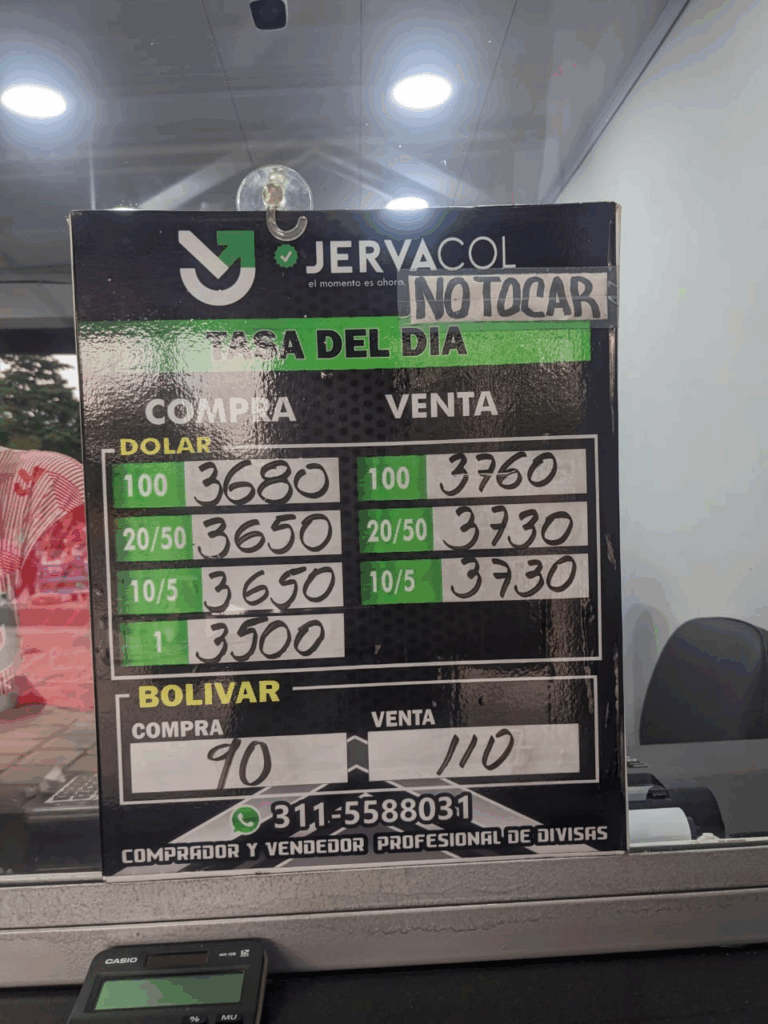 JERVACOL
el momento es ahora.
NO TOCAR
TASA DEL DIA
COMPRA VENTA
DOLAR
100 3680 100 3760
20/50 3650 20/50 3730
10/5 3650 10/5 3730
1 3500
BOLIVAR
COMPRA VENTA
90 110
311-5588031
COMPRADOR Y VENDEDOR PROFESIONAL DE DIVISAS
CASIO
% MU